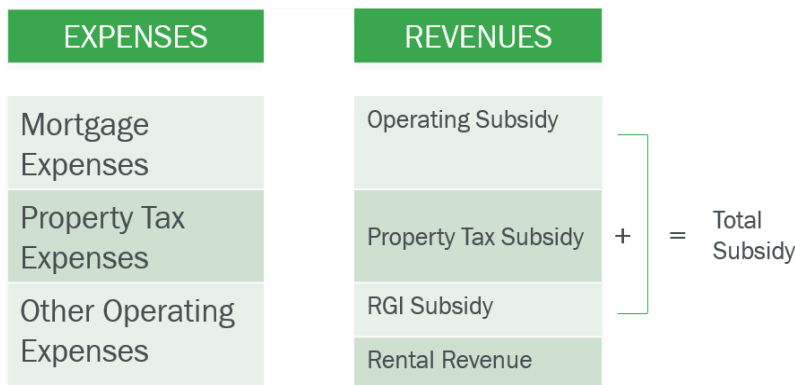 EXPENSES
REVENUES
Mortgage
Expenses
Property Tax
Expenses
Other Operating
Expenses
Operating Subsidy
Property Tax Subsidy
RGI Subsidy
Rental Revenue
+
=
Total
Subsidy